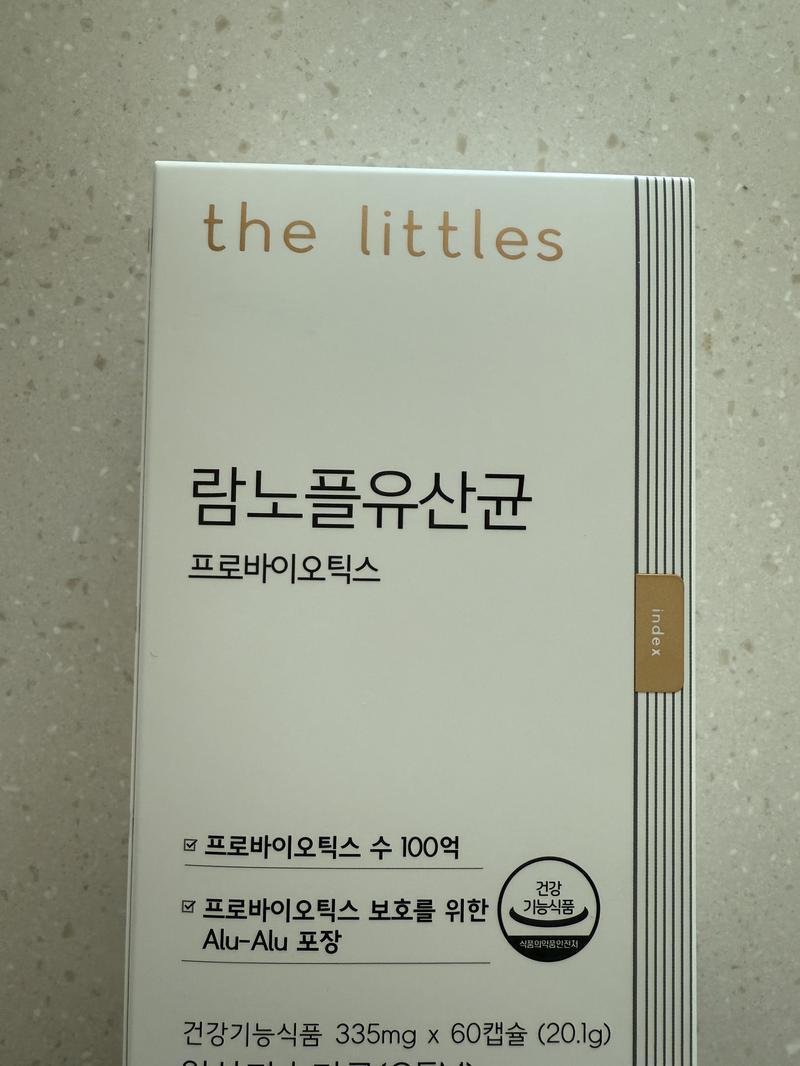 the littles
람노플유산균
프로바이오틱스
index
프로바이오틱스 수 100억
프로바이오틱스 보호를 위한
Alu-Alu 포장
건강
기능식품
식품의약품안전처
건강기능식품 335mg x 60캡슐 (20.1g)